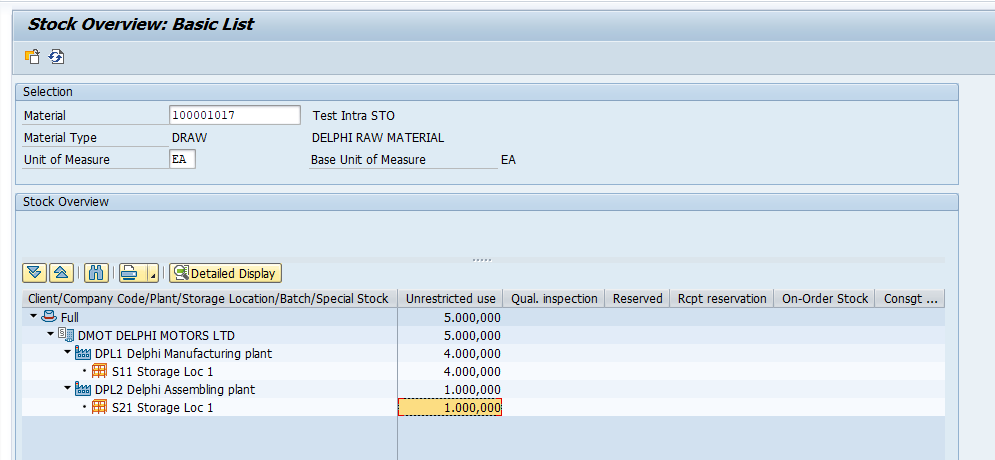 Stock Overview: Basic List
Selection
Material 100001017 Test Intra STO
Material Type DRAW DELPHI RAW MATERIAL
Unit of Measure EA Base Unit of Measure EA
Stock Overview
Detailed Display
Client/Company Code/Plant/Storage Location/Batch/Special Stock Unrestricted use Qual. inspection Reserved Rcpt reservation On-Order Stock Consgt ...
Full 5.000,000
DMOT DELPHI MOTORS LTD 5.000,000
DPL1 Delphi Manufacturing plant 4.000,000
S11 Storage Loc 1 4.000,000
DPL2 Delphi Assembling plant 1.000,000
S21 Storage Loc 1 1.000,000